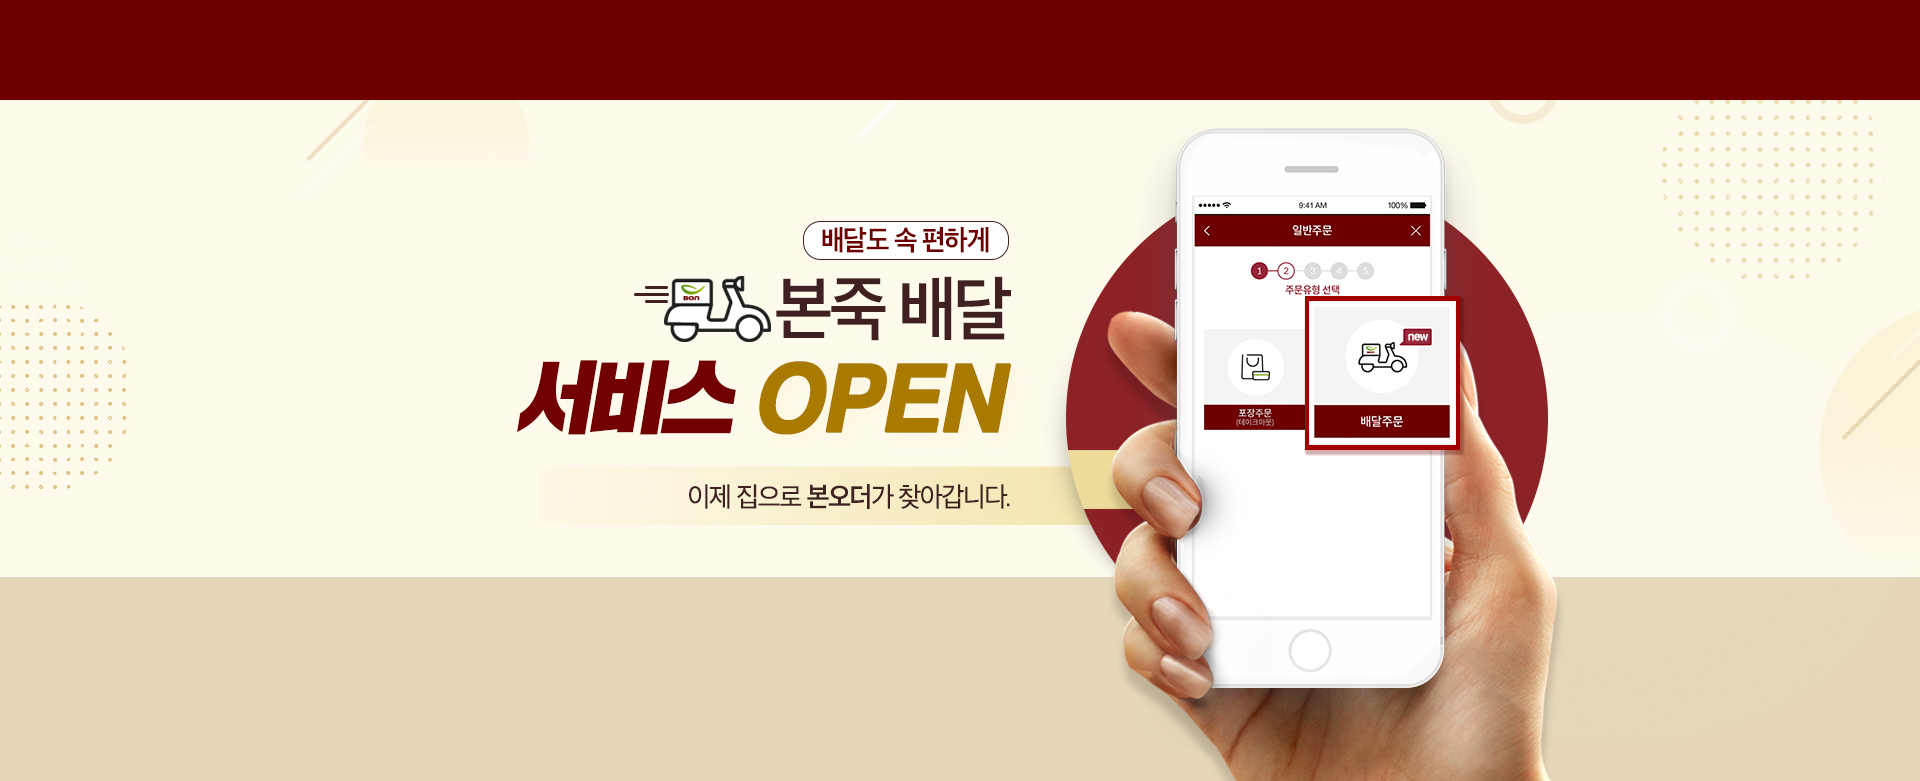 배달도 속 편하게
BON
본죽 배달
서비스 OPEN
이제 집으로 본오더가 찾아갑니다.
9:41 AM
100%
일반주문
1 2 3 4 5
주문유형 선택
new
포장주문
(테이크아웃)
배달주문